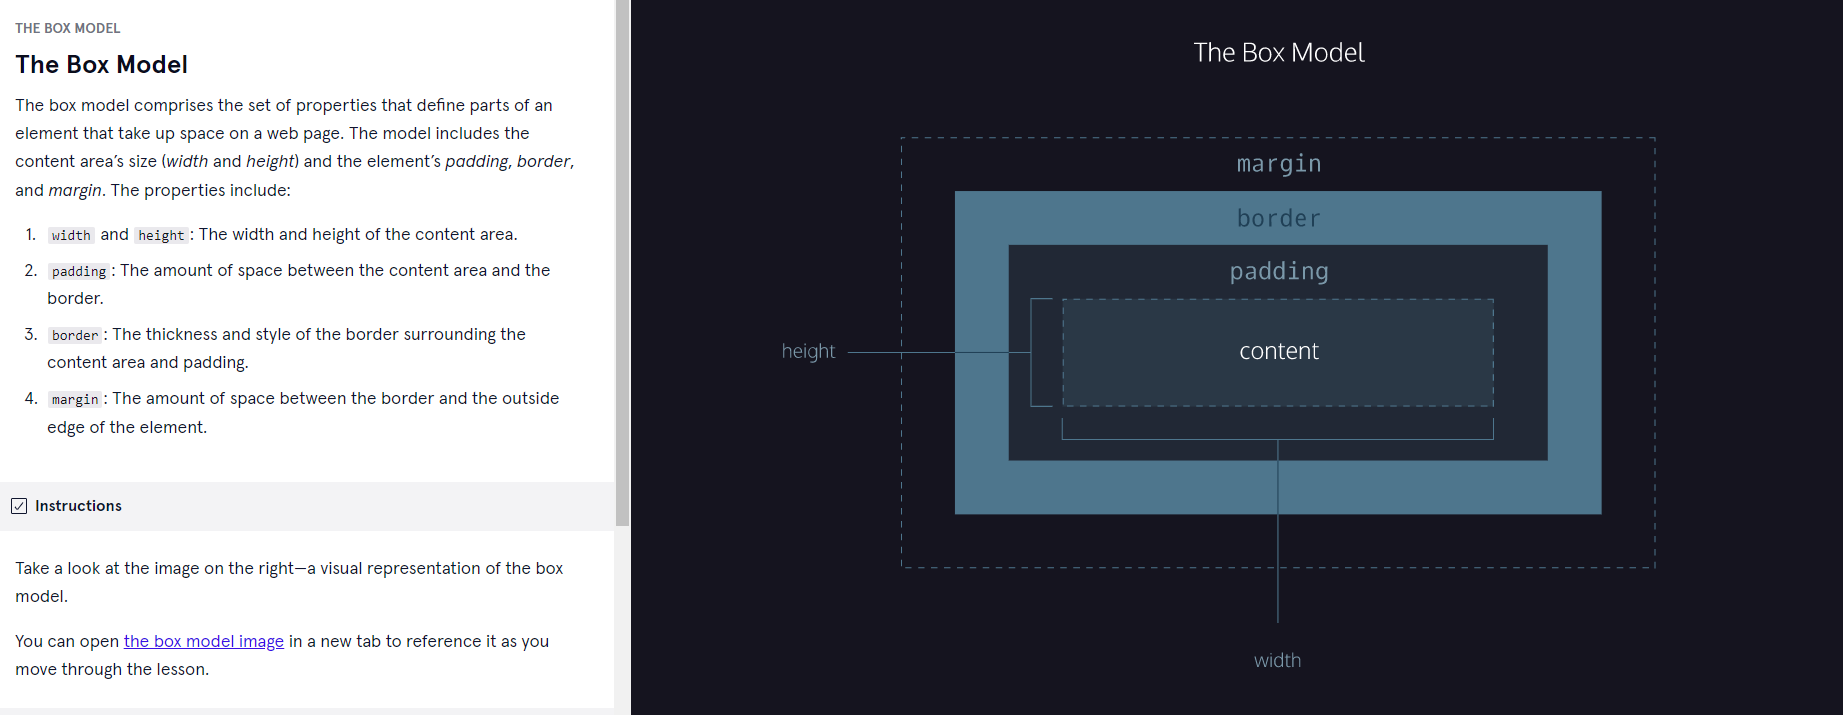 THE BOX MODEL
The Box Model
The box model comprises the set of properties that define parts of an
element that take up space on a web page. The model includes the
content area’s size (width and height) and the element’s padding, border,
and margin. The properties include:
1. width and height: The width and height of the content area.
2. padding: The amount of space between the content area and the
border.
3. border: The thickness and style of the border surrounding the
content area and padding.
4. margin: The amount of space between the border and the outside
edge of the element.
Instructions
Take a look at the image on the right—a visual representation of the box
model.
You can open the box model image in a new tab to reference it as you
move through the lesson.
The Box Model
margin
border
padding
height
content
width